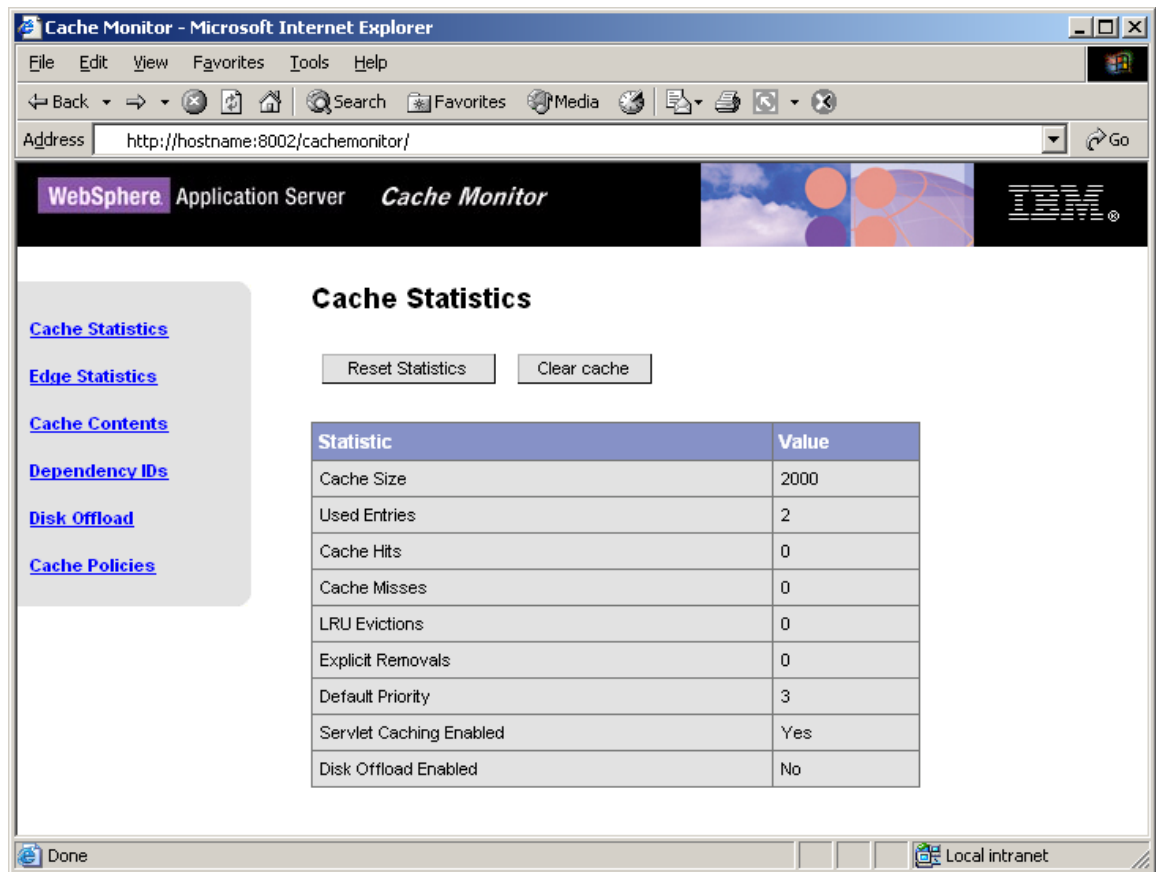 Cache Monitor - Microsoft Internet Explorer
File Edit View Favorites Tools Help
Back Search Favorites Media
Address http://hostname:8002/cachemonitor/ Go
WebSphere Application Server Cache Monitor IBM®
Cache Statistics
Edge Statistics
Cache Contents
Dependency IDs
Disk Offload
Cache Policies
Cache Statistics
Reset Statistics Clear cache
Statistic Value
Cache Size 2000
Used Entries 2
Cache Hits 0
Cache Misses 0
LRU Evictions 0
Explicit Removals 0
Default Priority 3
Servlet Caching Enabled Yes
Disk Offload Enabled No
Done Local intranet